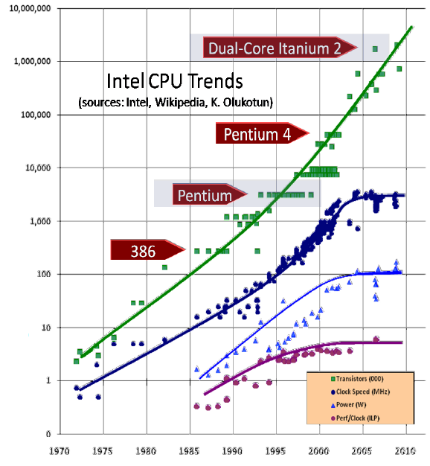 10,000,000
Dual-Core Itanium 2
1,000,000
Intel CPU Trends
(sources: Intel, Wikipedia, K. Olukotun)
100,000
Pentium 4
10,000
Pentium
1,000
386
100
10
1
0
Transistors (000)
Clock Speed (MHz)
Power (W)
Perf/Clock (ILP)
1970 1975 1980 1985 1990 1995 2000 2005 2010